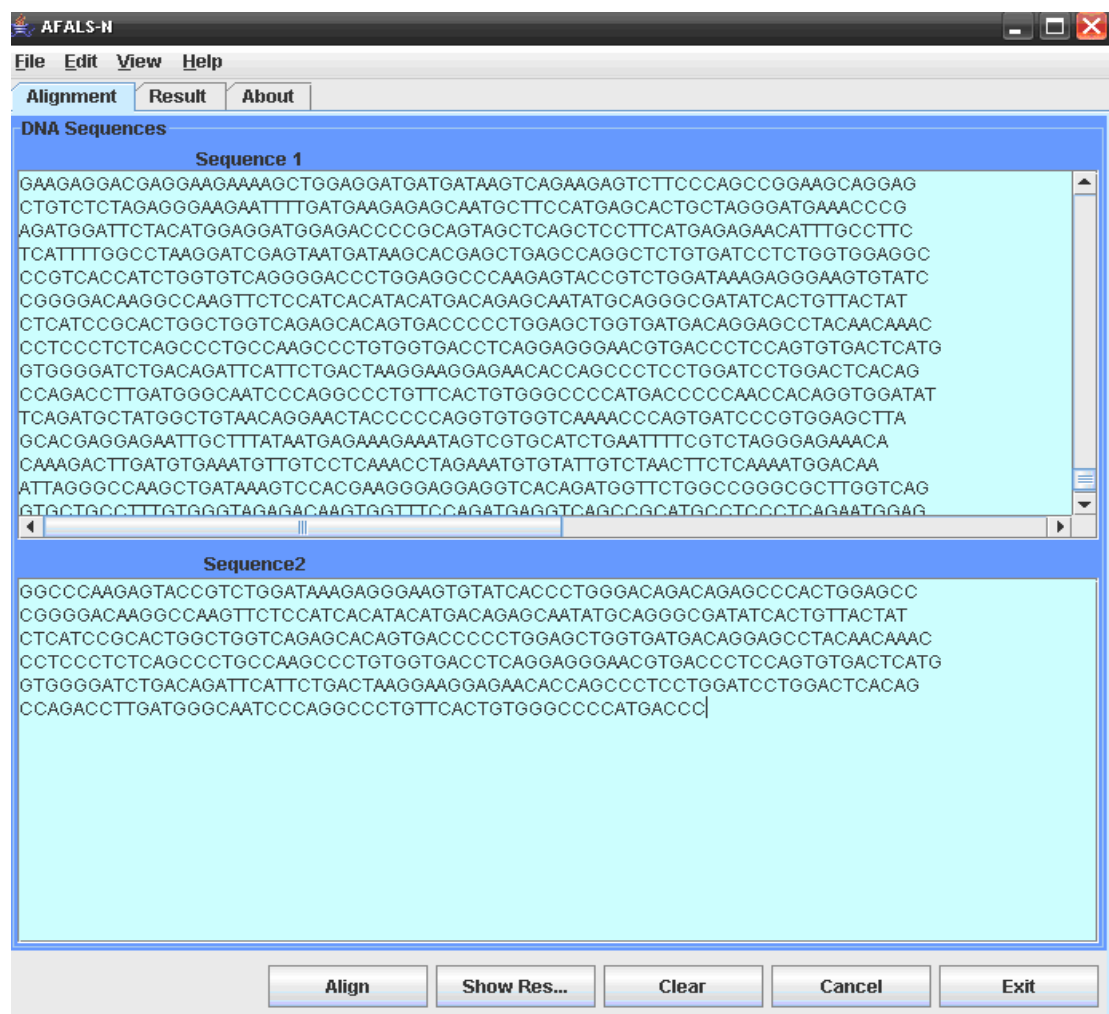 AFALS-N
File Edit View Help
Alignment Result About
DNA Sequences
Sequence 1
GAAGAGGACGAGGAAGAAAAGCTGGAGGATGATGATAAGTCAGAAGAGTCTTCCCAGCCGGAAGCAGGAG
CTGTCTCTAGAGGGAAGAATTTTGATGAAGAGAGCAATGCTTCCATGAGCACTGCTAGGGATGAAACCCG
AGATGGATTCTACATGGAGGATGGAGACCCCGCAGTAGCTCAGCTCCTTCATGAGAGAACATTTGCCTTC
TCATTTTGGCCTAAGGATCGAGTAATGATAAGCACGAGCTGAGCCAGGCTCTGTGATCCTCTGGTGGAGGC
CCCGTCACCATCTGGTGTCAGGGGACCCTGGAGGCCCAAGAGTACCGTCTGGATAAAGAGGGAAGTGTATC
CGGGGACAAGGCCAAGTTCTCCATCACATACATGACAGAGCAATATGCAGGGCGATATCACTGTTACTAT
CTCATCCGCACTGGCTGGTCAGAGCACAGTGACCCCCTGGAGCTGGTGATGACAGGAGCCTACAACAAAC
CCTCCCTCTCAGCCCTGCCAAGCCCTGTGGTGACCTCAGGAGGGAACGTGACCCTCCAGTGTGACTCATG
GTGGGGATCTGACAGATTCATTCTGACTAAGGAAGGAGAACACCAGCCCTCCTGGATCCTGGACTCACAG
CCAGACCTTGATGGGCAATCCCAGGCCCTGTTCACTGTGGGCCCCATGACCCCCAACCACAGGTGGATAT
TCAGATGCTATGGCTGTAACAGGAACTACCCCCAGGTGTGGTCAAAACCCAGTGATCCCGTGGAGCTTA
GCACGAGGAGAATTGCTTTATAATGAGAAAGAAATAGTCGTGCATCTGAATTTTCGTCTAGGGAGAAACA
CAAAGACTTGATGTGAAATGTTGTCCTCAAACCTAGAAATGTGTATTGTCTAACTTCTCAAAATGGACAA
ATTAGGGCCAAGCTGATAAAGTCCACGAAGGGAGGAGGTCACAGATGGTTCTGGCCGGGCGCTTGGTCAG
GTGCTGCCTTTGTGGGTAGAGACAAGTGGTTTCCAGATGAGGTCAGCCGCATGCCTCCCTCAGAATGGAG
Sequence2
GGCCCAAGAGTACCGTCTGGATAAAGAGGGAAGTGTATCACCCTGGGACAGACAGAGCCCACTGGAGCC
CGGGGACAAGGCCAAGTTCTCCATCACATACATGACAGAGCAATATGCAGGGCGATATCACTGTTACTAT
CTCATCCGCACTGGCTGGTCAGAGCACAGTGACCCCCTGGAGCTGGTGATGACAGGAGCCTACAACAAAC
CCTCCCTCTCAGCCCTGCCAAGCCCTGTGGTGACCTCAGGAGGGAACGTGACCCTCCAGTGTGACTCATG
GTGGGGATCTGACAGATTCATTCTGACTAAGGAAGGAGAACACCAGCCCTCCTGGATCCTGGACTCACAG
CCAGACCTTGATGGGCAATCCCAGGCCCTGTTCACTGTGGGCCCCATGACCC
Align Show Res... Clear Cancel Exit